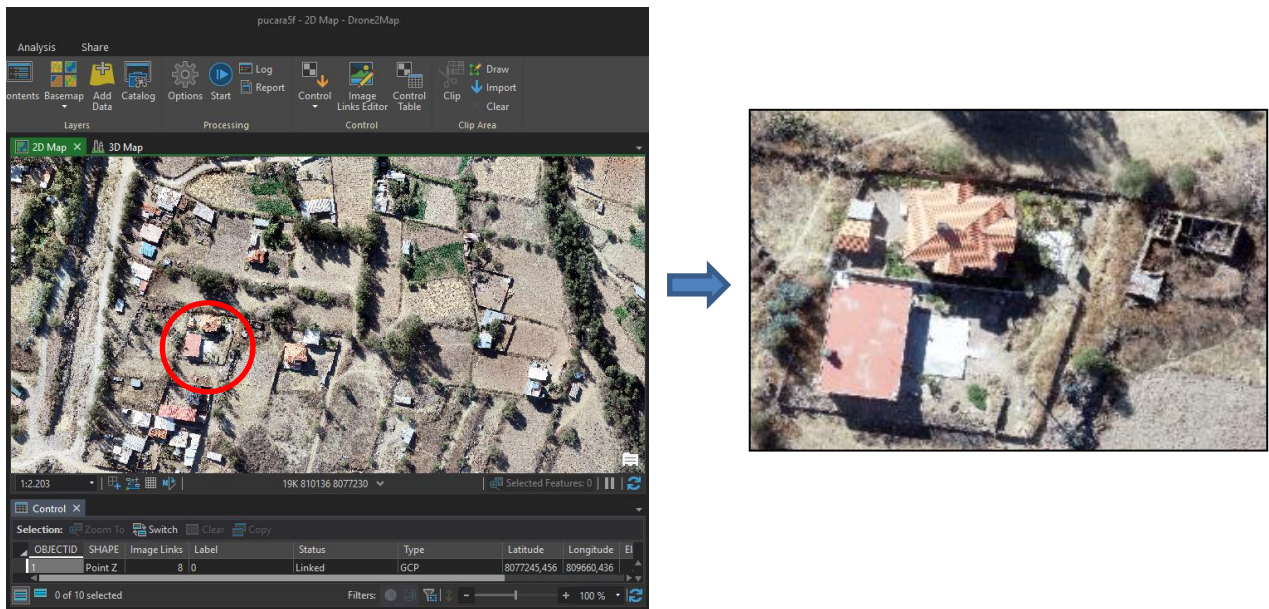 pucara5f - 2D Map - Drone2Map
Analysis Share
Contents Basemap Add Data Catalog Options Start Log Report Control Image Links Editor Control Table Clip Draw Import Clear
Layers Processing Control Clip Area
2D Map 3D Map
1:2.203 19K 810136 8077230 Selected Features: 0
Control
Selection: Zoom To Switch Clear Copy
OBJECTID SHAPE Image Links Label Status Type Latitude Longitude El
1 Point Z 8 0 Linked GCP 8077245,456 809660,436
0 of 10 selected Filters: - + 100 %